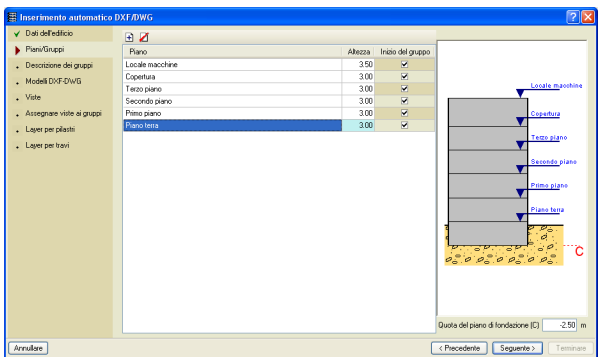 Inserimento automatico DXF/DWG
Dati dell'edificio
Piani/Gruppi
Descrizione dei gruppi
Modelli DXF-DWG
Viste
Assegnare viste ai gruppi
Layer per pilastri
Layer per travi
Piano Altezza Inizio del gruppo
Locale macchine 3.50
Copertura 3.00
Terzo piano 3.00
Secondo piano 3.00
Primo piano 3.00
Piano terra 3.00
Locale macchine
Copertura
Terzo piano
Secondo piano
Primo piano
Piano terra
C
Quota del piano di fondazione (C) -2.50 m
Annullare < Precedente Seguente > Terminare